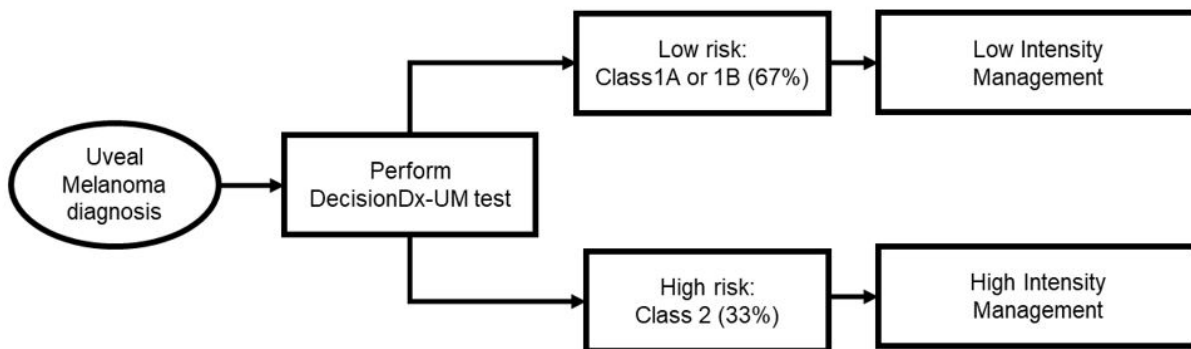 Uveal
Melanoma
diagnosis
Perform
DecisionDx-UM test
Low risk:
Class1A or 1B (67%)
Low Intensity
Management
High risk:
Class 2 (33%)
High Intensity
Management